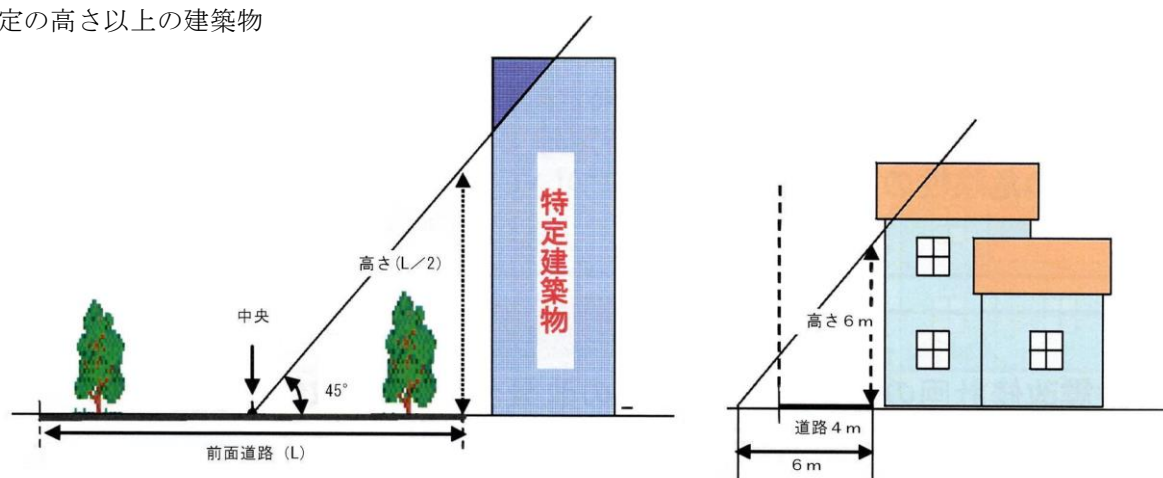 定の高さ以上の建築物
特定建築物
高さ(L/2)
中央
45°
前面道路 (L)
高さ6m
道路4m
6m